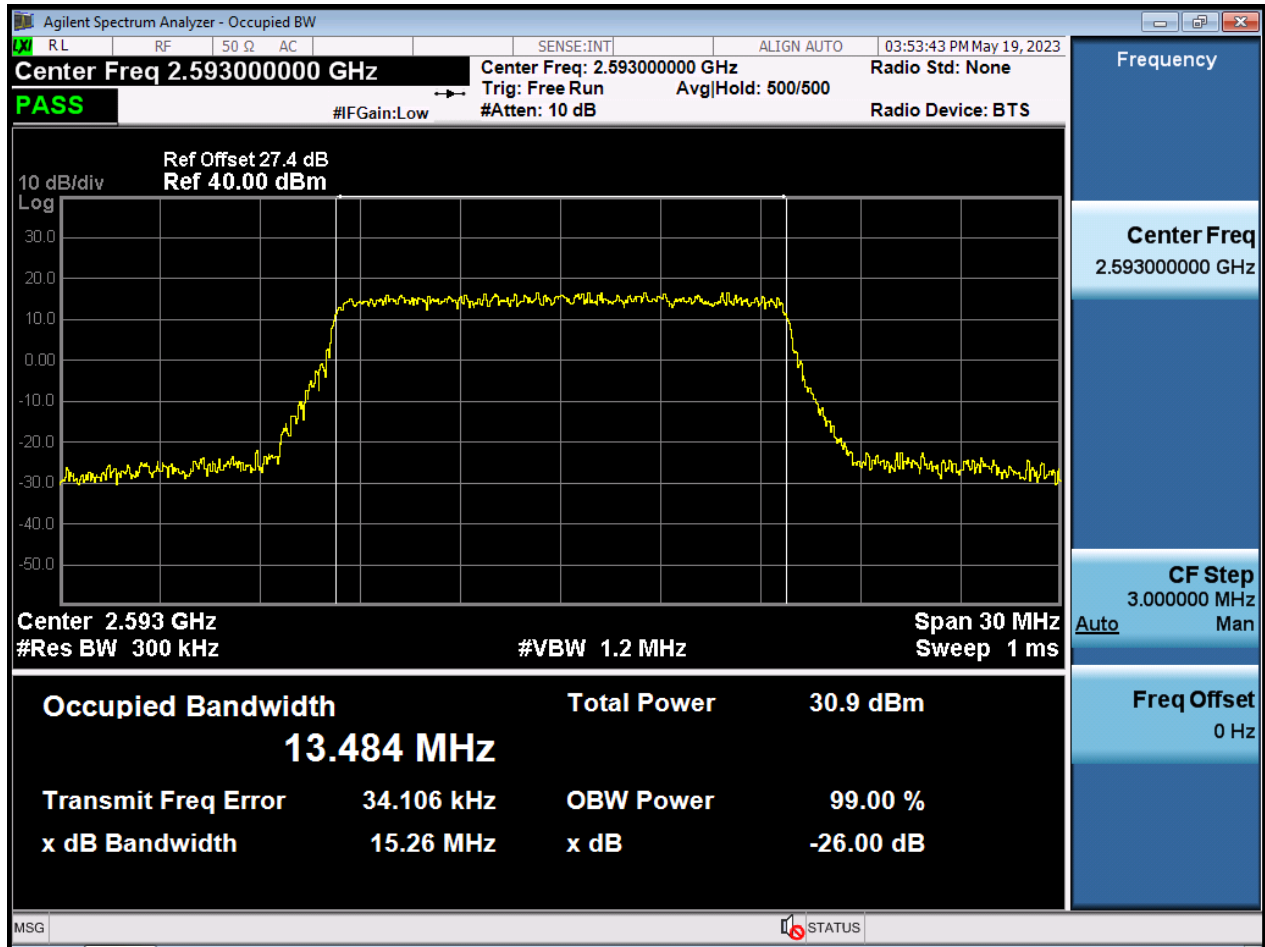 Agilent Spectrum Analyzer - Occupied BW
LXI RL RF 50 Ω AC SENSE:INT ALIGN AUTO 03:53:43 PM May 19, 2023
Center Freq 2.593000000 GHz
Center Freq: 2.593000000 GHz
Radio Std: None
Trig: Free Run
Avg|Hold: 500/500
PASS
#IFGain:Low
#Atten: 10 dB
Radio Device: BTS
Ref Offset 27.4 dB
10 dB/div
Ref 40.00 dBm
Log
30.0
20.0
10.0
0.00
-10.0
-20.0
-30.0
-40.0
-50.0
Center 2.593 GHz
Span 30 MHz
#Res BW 300 kHz
#VBW 1.2 MHz
Sweep 1 ms
Occupied Bandwidth
Total Power 30.9 dBm
13.484 MHz
Transmit Freq Error 34.106 kHz
OBW Power 99.00 %
x dB Bandwidth 15.26 MHz
x dB -26.00 dB
MSG
STATUS
Frequency
Center Freq
2.593000000 GHz
CF Step
3.000000 MHz
Auto Man
Freq Offset
0 Hz